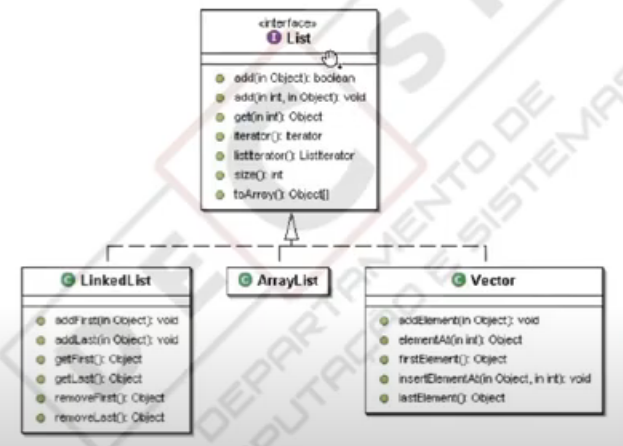 «interface»
I List
add(in Object): boolean
add(in int, in Object): void
get(in int): Object
iterator(): Iterator
listIterator(): ListIterator
size(): int
toArray(): Object[]
C LinkedList
addFirst(in Object): void
addLast(in Object): void
getFirst(): Object
getLast(): Object
removeFirst(): Object
removeLast(): Object
C ArrayList
C Vector
addElement(in Object): void
elementAt(in int): Object
firstElement(): Object
insertElementAt(in Object, in int): void
lastElement(): Object
DEPARTAMENTO DE